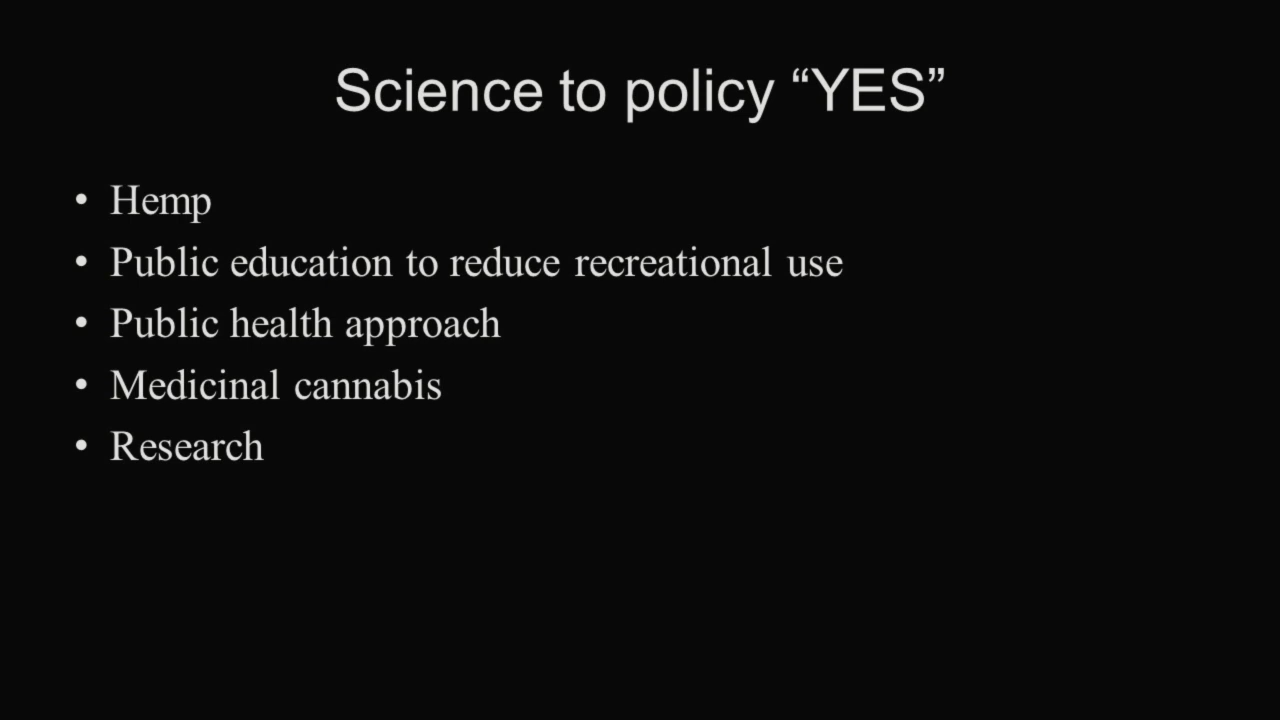 Science to policy “YES”
• Hemp
• Public education to reduce recreational use
• Public health approach
• Medicinal cannabis
• Research